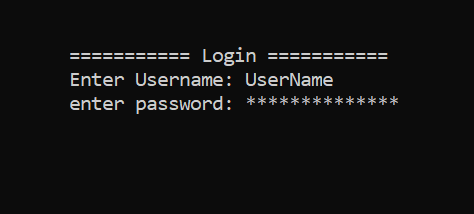 =========== Login ===========
Enter Username: UserName
enter password: **************